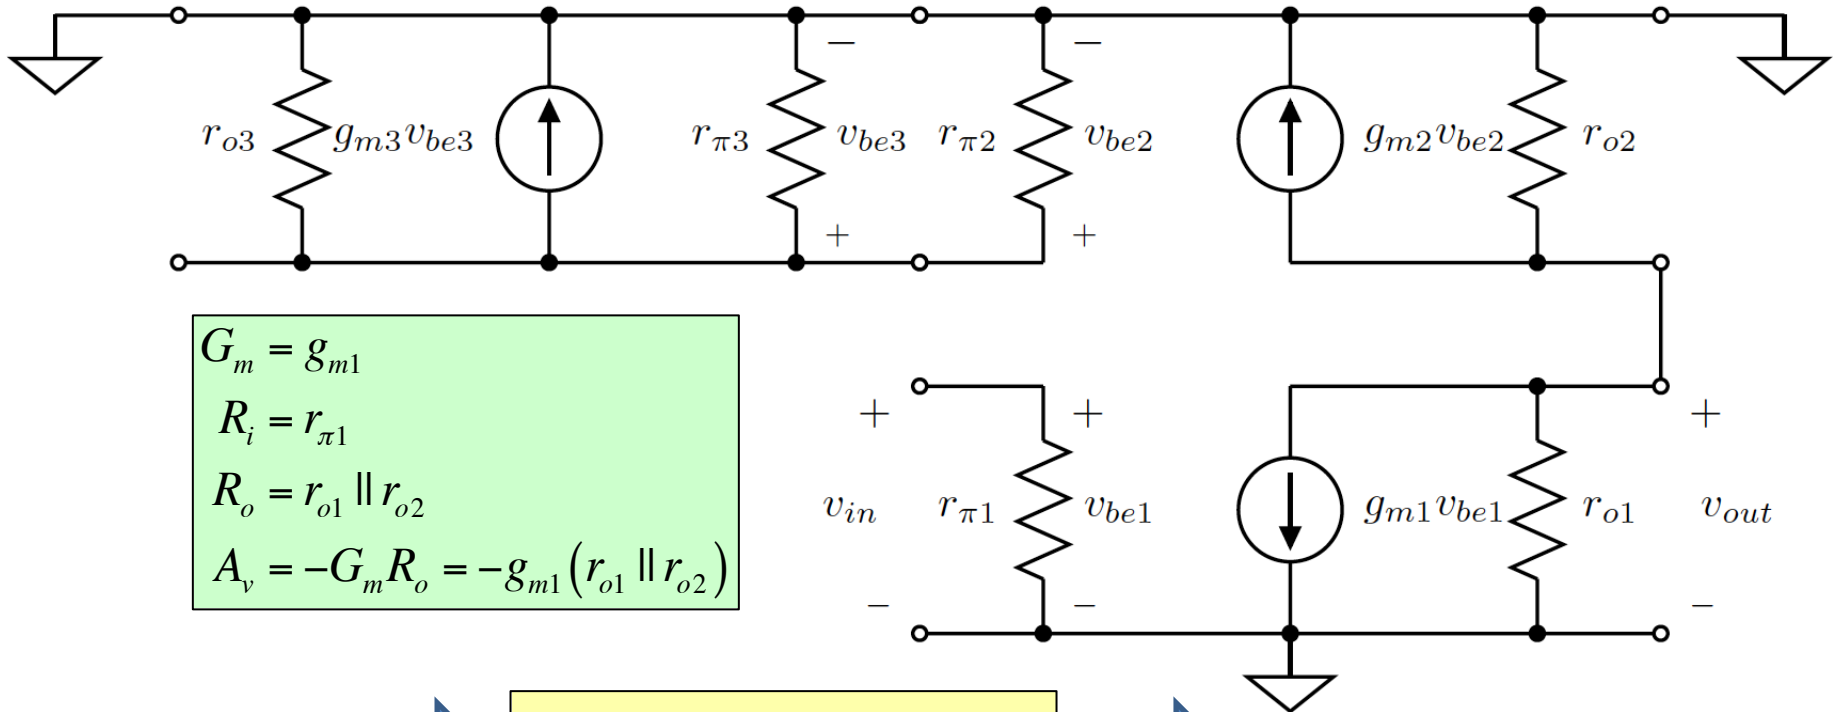 − −
r_{o3} g_{m3}v_{be3} r_{π3} v_{be3} r_{π2} v_{be2} g_{m2}v_{be2} r_{o2}
+ +
G_m = g_{m1}
R_i = r_{π1}
R_o = r_{o1} || r_{o2}
A_v = −G_m R_o = −g_{m1}(r_{o1} || r_{o2})
+ + +
v_{in} r_{π1} v_{be1} g_{m1}v_{be1} r_{o1} v_{out}
− − −